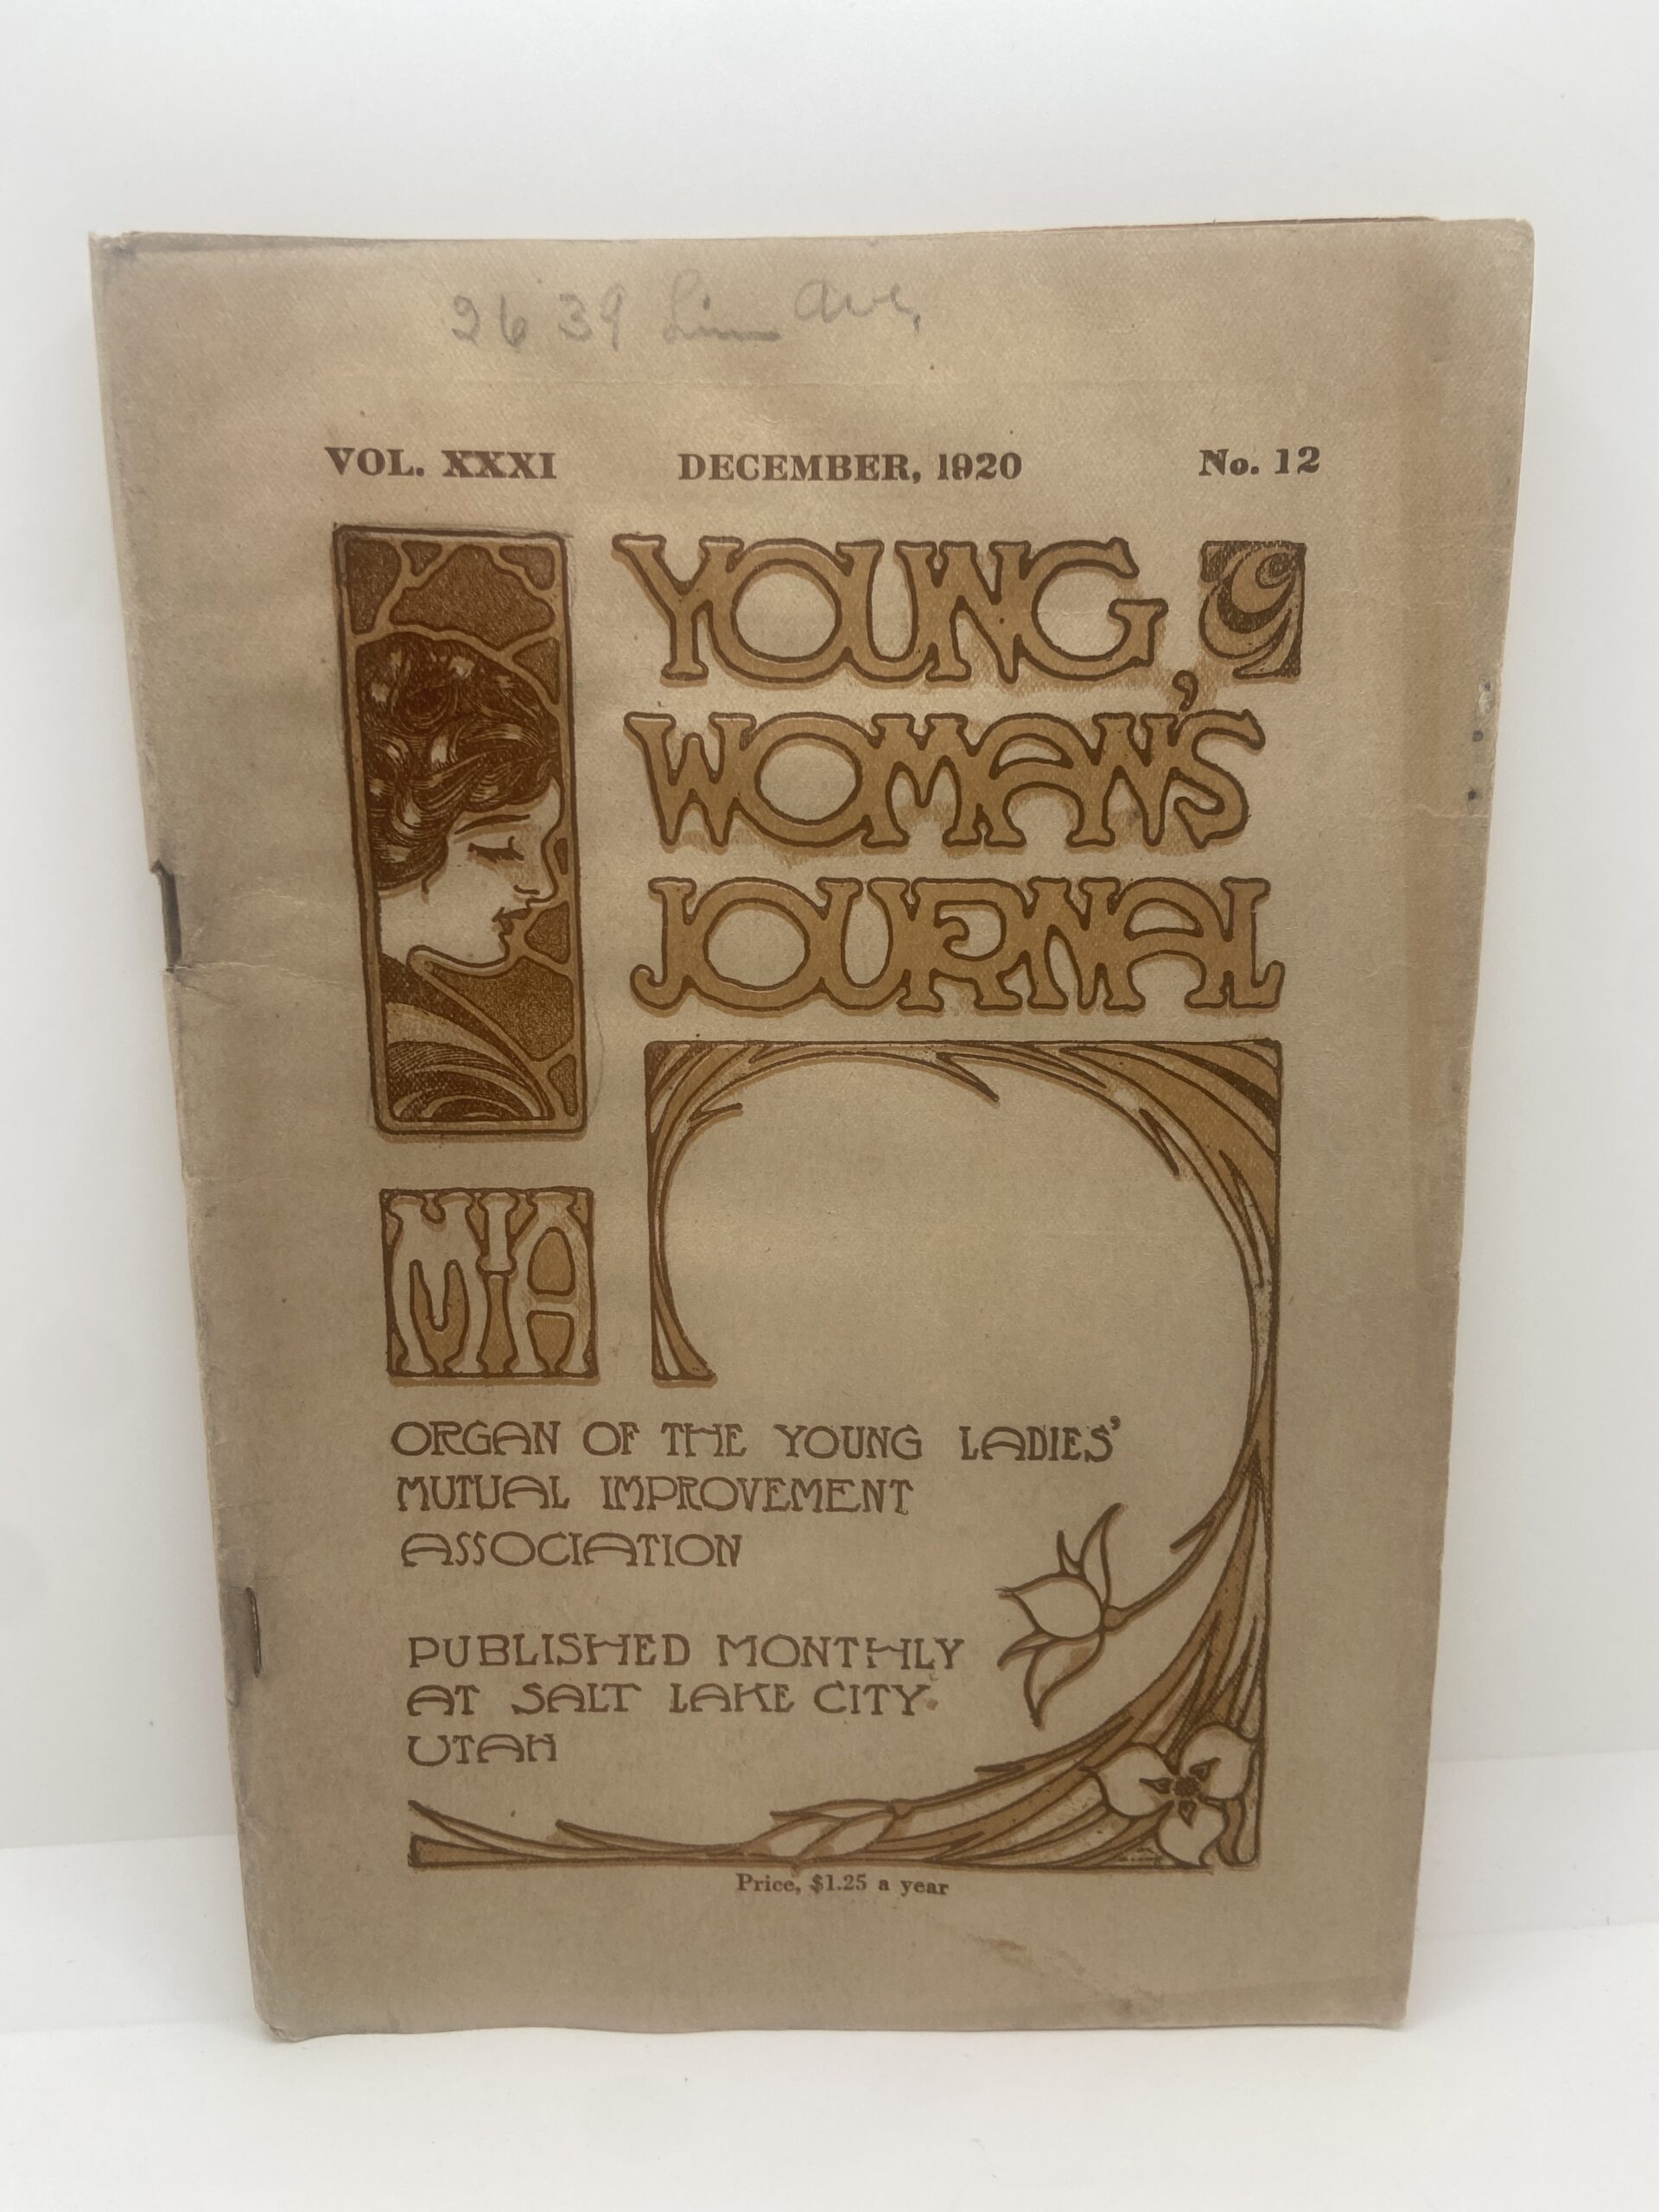 2639 Ave,
VOL. XXXI DECEMBER, 1920 No. 12
YOUNG
WOMAN'S
JOURNAL
MIA
ORGAN OF THE YOUNG LADIES'
MUTUAL IMPROVEMENT
ASSOCIATION
PUBLISHED MONTHLY
AT SALT LAKE CITY
UTAH
Price, $1.25 a year